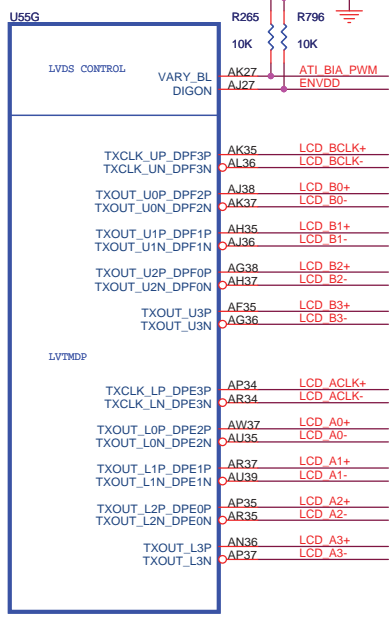 U55G R265 R796
10K 10K
LVDS CONTROL
VARY_BL AK27 ATI_BIA_PWM
DIGON AJ27 ENVDD
TXCLK_UP_DPF3P AK35 LCD_BCLK+
TXCLK_UN_DPF3N AL36 LCD_BCLK-
TXOUT_U0P_DPF2P AJ38 LCD_B0+
TXOUT_U0N_DPF2N AK37 LCD_B0-
TXOUT_U1P_DPF1P AH35 LCD_B1+
TXOUT_U1N_DPF1N AJ36 LCD_B1-
TXOUT_U2P_DPF0P AG38 LCD_B2+
TXOUT_U2N_DPF0N AH37 LCD_B2-
TXOUT_U3P AF35 LCD_B3+
TXOUT_U3N AG36 LCD_B3-
LVTMDP
TXCLK_LP_DPE3P AP34 LCD_ACLK+
TXCLK_LN_DPE3N AR34 LCD_ACLK-
TXOUT_L0P_DPE2P AW37 LCD_A0+
TXOUT_L0N_DPE2N AU35 LCD_A0-
TXOUT_L1P_DPE1P AR37 LCD_A1+
TXOUT_L1N_DPE1N AU39 LCD_A1-
TXOUT_L2P_DPE0P AP35 LCD_A2+
TXOUT_L2N_DPE0N AR35 LCD_A2-
TXOUT_L3P AN36 LCD_A3+
TXOUT_L3N AP37 LCD_A3-